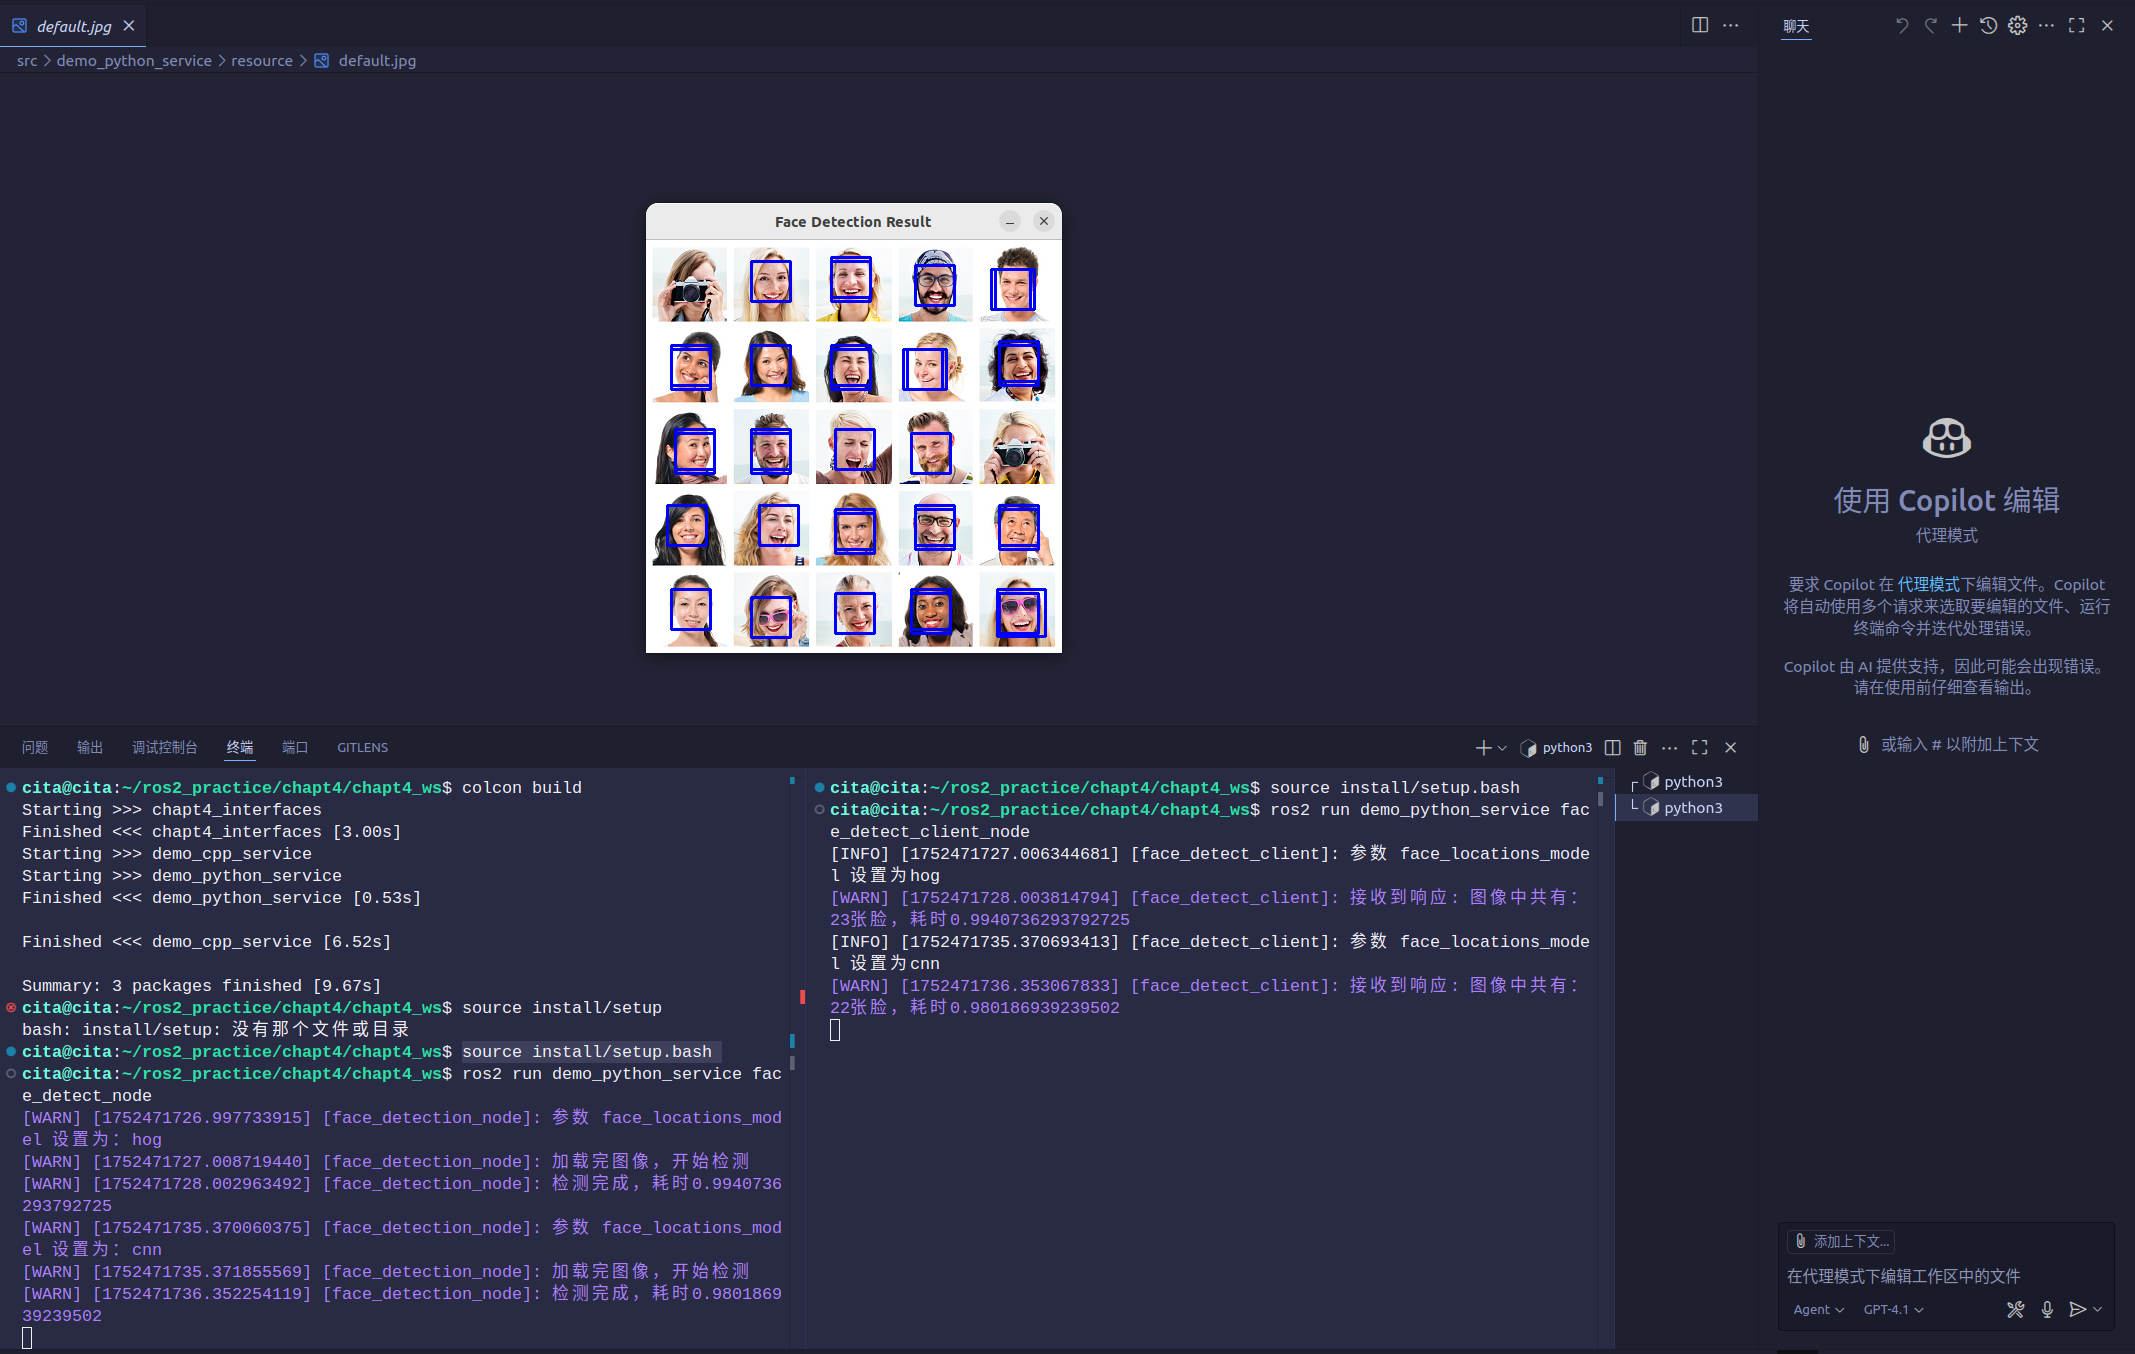 default.jpg
src > demo_python_service > resource > default.jpg
Face Detection Result
问题 输出 调试控制台 终端 端口 GITLENS
python3
cita@cita:~/ros2_practice/chapt4/chapt4_ws$ colcon build
Starting >>> chapt4_interfaces
Finished <<< chapt4_interfaces [3.00s]
Starting >>> demo_cpp_service
Starting >>> demo_python_service
Finished <<< demo_python_service [0.53s]
Finished <<< demo_cpp_service [6.52s]
Summary: 3 packages finished [9.67s]
cita@cita:~/ros2_practice/chapt4/chapt4_ws$ source install/setup
bash: install/setup: 没有那个文件或目录
cita@cita:~/ros2_practice/chapt4/chapt4_ws$ source install/setup.bash
cita@cita:~/ros2_practice/chapt4/chapt4_ws$ ros2 run demo_python_service fac
e_detect_node
[WARN] [1752471726.997733915] [face_detection_node]: 参数 face_locations_mod
el 设置为：hog
[WARN] [1752471727.008719440] [face_detection_node]: 加载完图像，开始检测
[WARN] [1752471728.002963492] [face_detection_node]: 检测完成，耗时0.9940736
293792725
[WARN] [1752471735.370060375] [face_detection_node]: 参数 face_locations_mod
el 设置为：cnn
[WARN] [1752471735.371855569] [face_detection_node]: 加载完图像，开始检测
[WARN] [1752471736.352254119] [face_detection_node]: 检测完成，耗时0.9801869
39239502
cita@cita:~/ros2_practice/chapt4/chapt4_ws$ source install/setup.bash
cita@cita:~/ros2_practice/chapt4/chapt4_ws$ ros2 run demo_python_service fac
e_detect_client_node
[INFO] [1752471727.006344681] [face_detect_client]: 参数 face_locations_mode
l 设置为hog
[WARN] [1752471728.003814794] [face_detect_client]: 接收到响应: 图像中共有：
23张脸，耗时0.9940736293792725
[INFO] [1752471735.370693413] [face_detect_client]: 参数 face_locations_mode
l 设置为cnn
[WARN] [1752471736.353067833] [face_detect_client]: 接收到响应: 图像中共有：
22张脸，耗时0.980186939239502
python3
python3
聊天
使用 Copilot 编辑
代理模式
要求 Copilot 在 代理模式下编辑文件。Copilot
将自动使用多个请求来选取要编辑的文件、运行
终端命令并迭代处理错误。
Copilot 由 AI 提供支持，因此可能会出现错误。
请在使用前仔细查看输出。
或输入 # 以附加上下文
添加上下文...
在代理模式下编辑工作区中的文件
Agent GPT-4.1